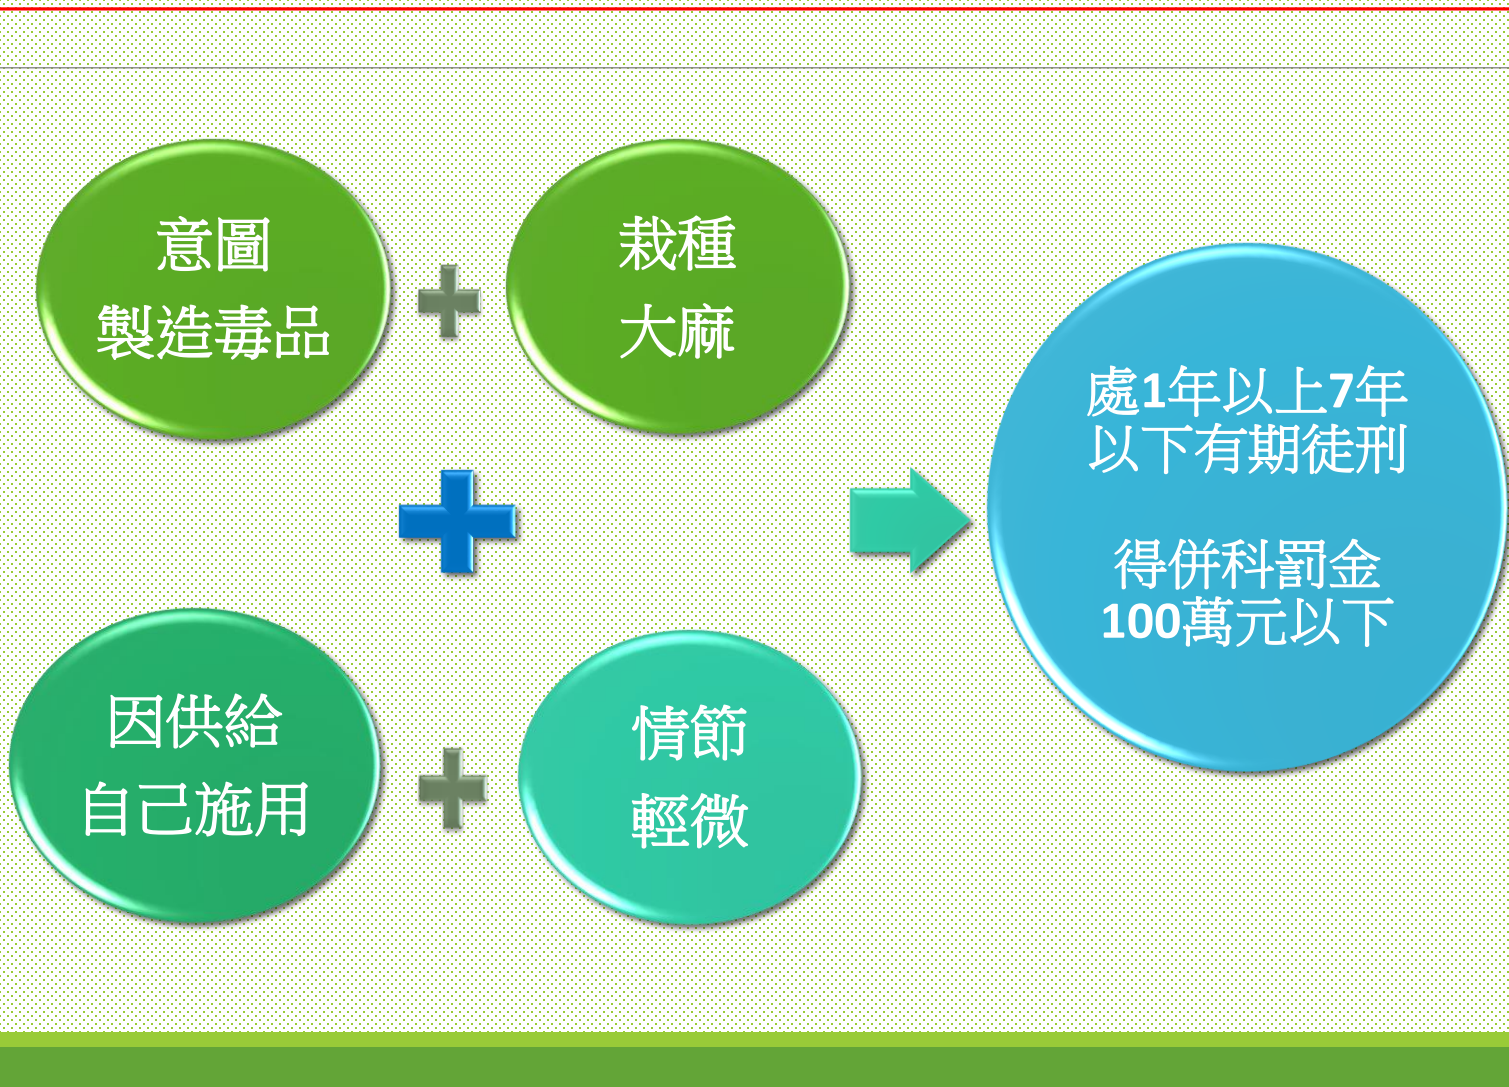 意圖
製造毒品
栽種
大麻
因供給
自己施用
情節
輕微
處1年以上7年
以下有期徒刑
得併科罰金
100萬元以下